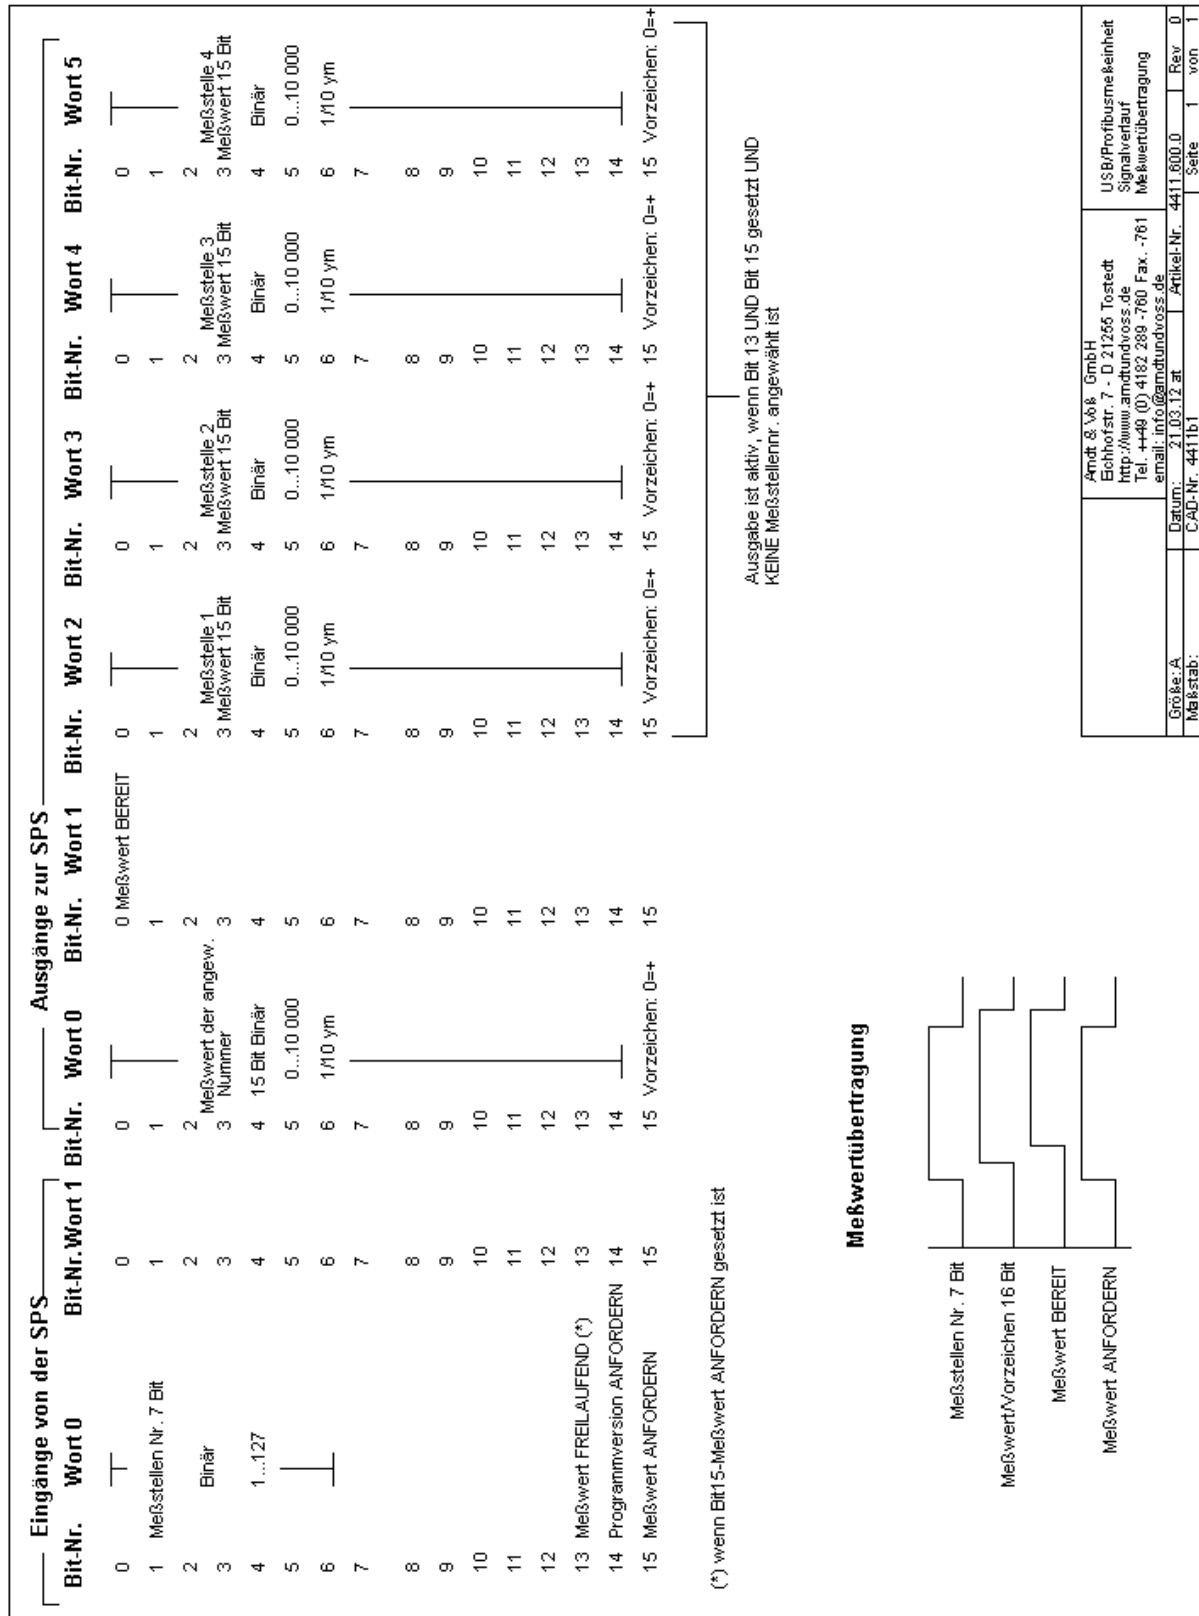 Eingänge von der SPS
Ausgänge zur SPS
Bit-Nr. Wort 0 Bit-Nr. Wort 1 Bit-Nr. Wort 0 Bit-Nr. Wort 1 Bit-Nr. Wort 2 Bit-Nr. Wort 3 Bit-Nr. Wort 4 Bit-Nr. Wort 5
0 0 0 0 Meßwert BEREIT 0 0 0 0
1 Meßstellen Nr. 7 Bit 1 1 1 1 1 1 1
2 2 2 Meßwert der angew. 2 2 Meßstelle 1 2 Meßstelle 2 2 Meßstelle 3 2 Meßstelle 4
3 Binär 3 3 Nummer 3 3 Meßwert 15 Bit 3 Meßwert 15 Bit 3 Meßwert 15 Bit 3 Meßwert 15 Bit
4 1...127 4 4 15 Bit Binär 4 4 Binär 4 Binär 4 Binär 4 Binär
5 5 5 0...10 000 5 5 0...10 000 5 0...10 000 5 0...10 000 5 0...10 000
6 6 6 1/10 ym 6 6 1/10 ym 6 1/10 ym 6 1/10 ym 6 1/10 ym
7 7 7 7 7 7 7 7
8 8 8 8 8 8 8 8
9 9 9 9 9 9 9 9
10 10 10 10 10 10 10 10
11 11 11 11 11 11 11 11
12 12 12 12 12 12 12 12
13 Meßwert FREILAUFEND (*) 13 13 13 13 13 13 13
14 Programmversion ANFORDERN 14 14 14 14 14 14 14
15 Meßwert ANFORDERN 15 15 Vorzeichen: 0=+ 15 15 Vorzeichen: 0=+ 15 Vorzeichen: 0=+ 15 Vorzeichen: 0=+ 15 Vorzeichen: 0=+
(*) wenn Bit15-Meßwert ANFORDERN gesetzt ist
Ausgabe ist aktiv, wenn Bit 13 UND Bit 15 gesetzt UND
KEINE Meßstellennr. angewählt ist
Meßwertübertragung
Meßstellen Nr. 7 Bit
Meßwert/Vorzeichen 16 Bit
Meßwert BEREIT
Meßwert ANFORDERN
Arndt & Voß GmbH
Eichhofstr. 7 - D 21255 Tostedt
http://www.arndtundvoss.de
Tel. ++49 (0) 4182 289 -760 Fax. -761
email: info@arndtundvoss.de
USB/Profibusmeßeinheit
Signalverlauf
Meßwertübertragung
Größe: A Datum: 21.03.12 at Artikel-Nr. 4411.600.0 Rev 0
Maßstab: CAD-Nr. 4411b1 Seite 1 von 1